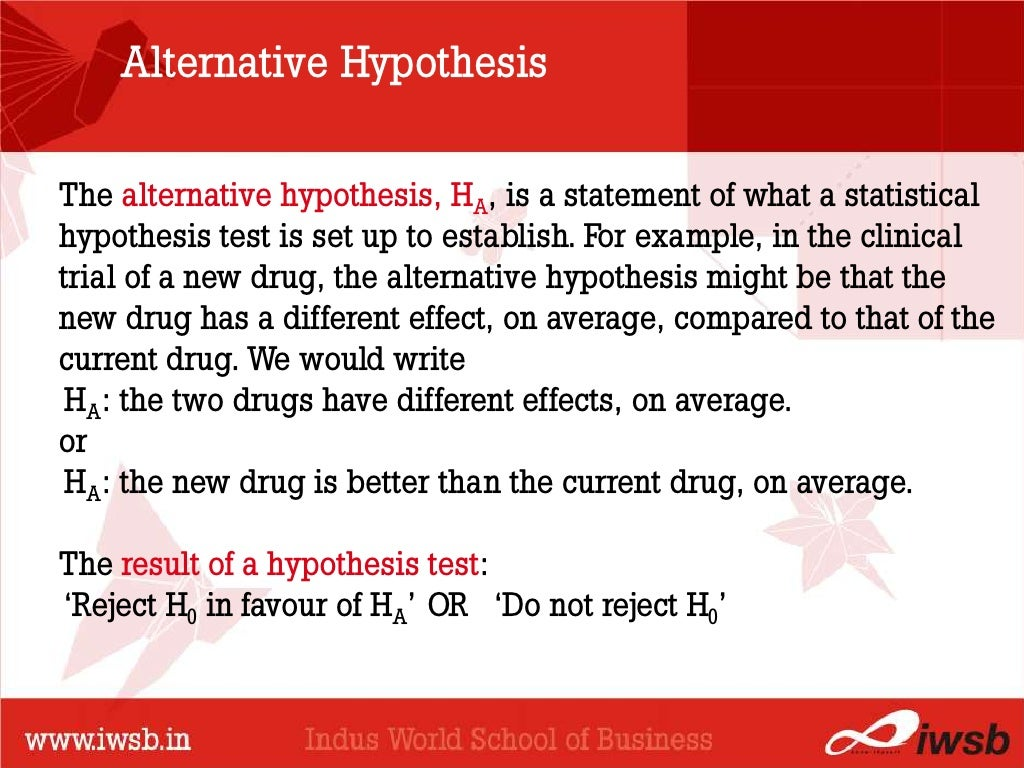 Alternative Hypothesis
The alternative hypothesis, HA, is a statement of what a statistical
hypothesis test is set up to establish. For example, in the clinical
trial of a new drug, the alternative hypothesis might be that the
new drug has a different effect, on average, compared to that of the
current drug. We would write
HA: the two drugs have different effects, on average.
or
HA: the new drug is better than the current drug, on average.
The result of a hypothesis test:
‘Reject H0 in favour of HA’ OR ‘Do not reject H0’
www.iwsb.in
Indus World School of Business
iwsb